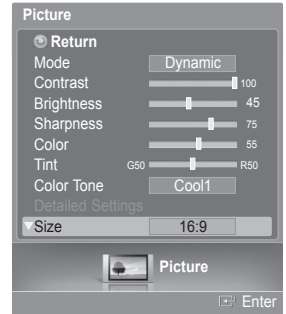 Picture
Return
Mode Dynamic
Contrast 100
Brightness 45
Sharpness 75
Color 55
Tint G50 R50
Color Tone Cool1
Detailed Settings
▼Size 16:9
Picture
Enter